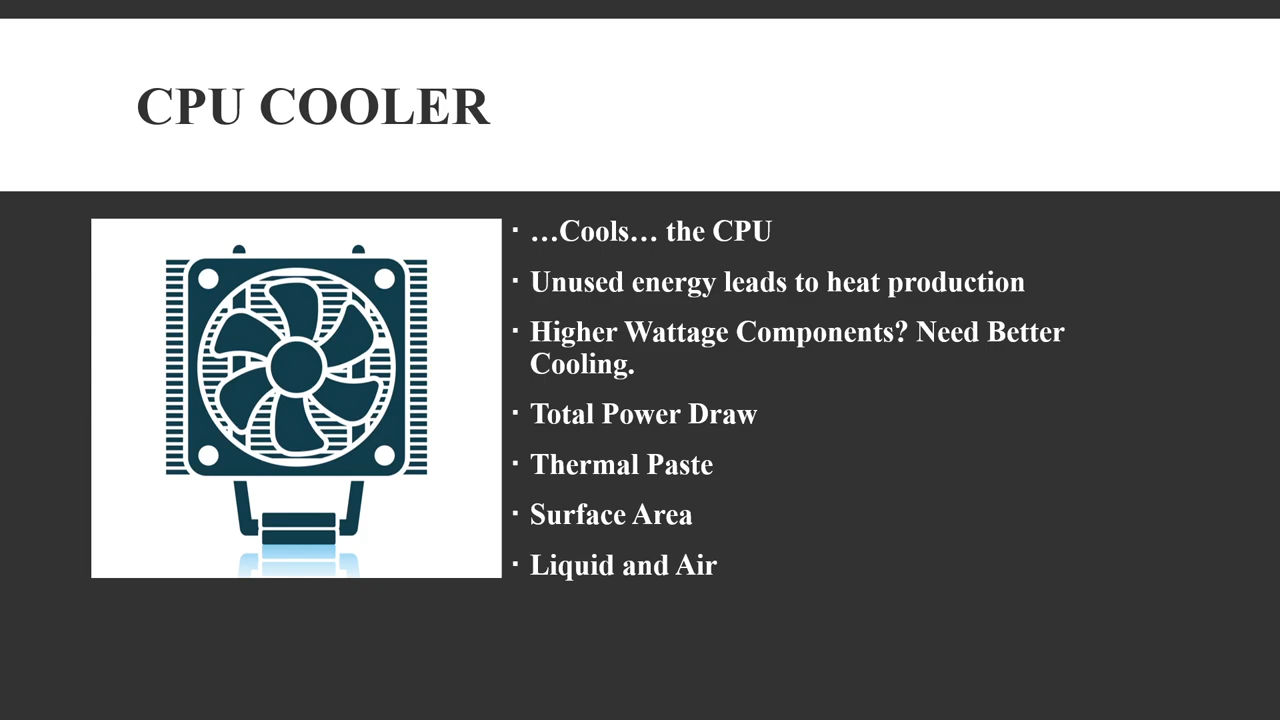 CPU COOLER
▪ …Cools… the CPU
▪ Unused energy leads to heat production
▪ Higher Wattage Components? Need Better
Cooling.
▪ Total Power Draw
▪ Thermal Paste
▪ Surface Area
▪ Liquid and Air